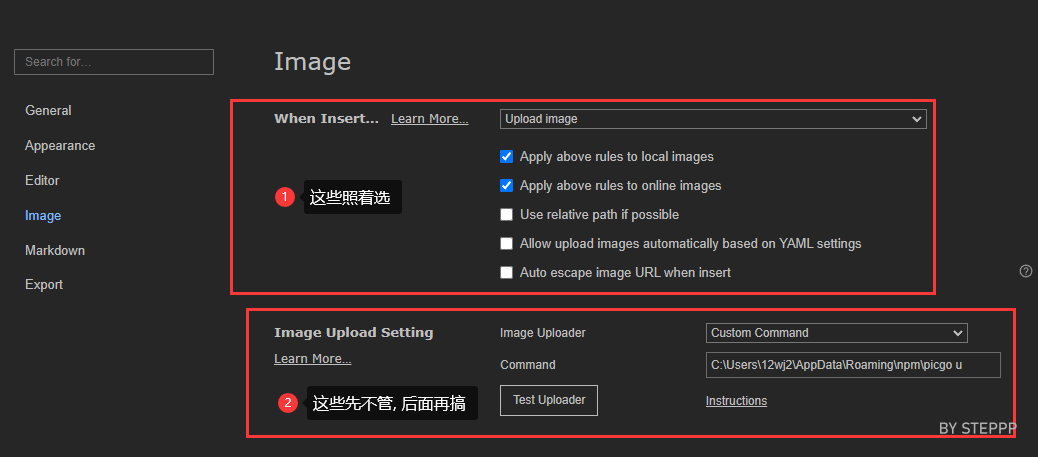 Image
Search for…
General
Appearance
Editor
Image
Markdown
Export
When Insert... Learn More... Upload image
Apply above rules to local images
Apply above rules to online images
Use relative path if possible
Allow upload images automatically based on YAML settings
Auto escape image URL when insert
1 这些照着选
Image Upload Setting Image Uploader Custom Command
Learn More... Command C:\Users\12wj2\AppData\Roaming\npm\picgo u
2 这些先不管, 后面再搞 Test Uploader Instructions
BY STEPPP